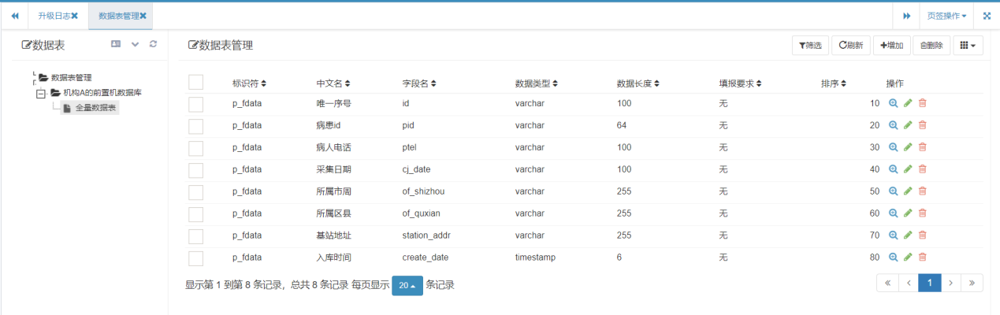 升级日志 数据表管理 页签操作
数据表 数据表管理 筛选 刷新 增加 删除
数据表管理
机构A的前置机数据库
全量数据表
标识符 中文名 字段名 数据类型 数据长度 填报要求 排序 操作
p_fdata 唯一序号 id varchar 100 无 10
p_fdata 病患id pid varchar 64 无 20
p_fdata 病人电话 ptel varchar 100 无 30
p_fdata 采集日期 cj_date varchar 100 无 40
p_fdata 所属市周 of_shizhou varchar 255 无 50
p_fdata 所属区县 of_quxian varchar 255 无 60
p_fdata 基站地址 station_addr varchar 255 无 70
p_fdata 入库时间 create_date timestamp 6 无 80
显示第 1 到第 8 条记录，总共 8 条记录 每页显示 20 条记录 « ‹ 1 › »